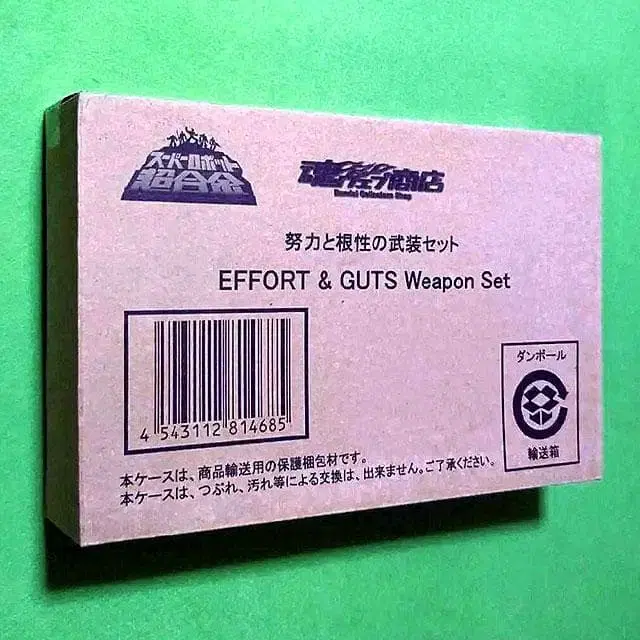 スーパーロボット
超合金
魂ウェブ商店
Tamashii Collections Shop
努力と根性の武装セット
EFFORT & GUTS Weapon Set
4 543112 814685
ダンボール
輸送箱
本ケースは、商品輸送用の保護梱包材です。
本ケースは、つぶれ、汚れ等による交換は、出来ません。ご了承ください。